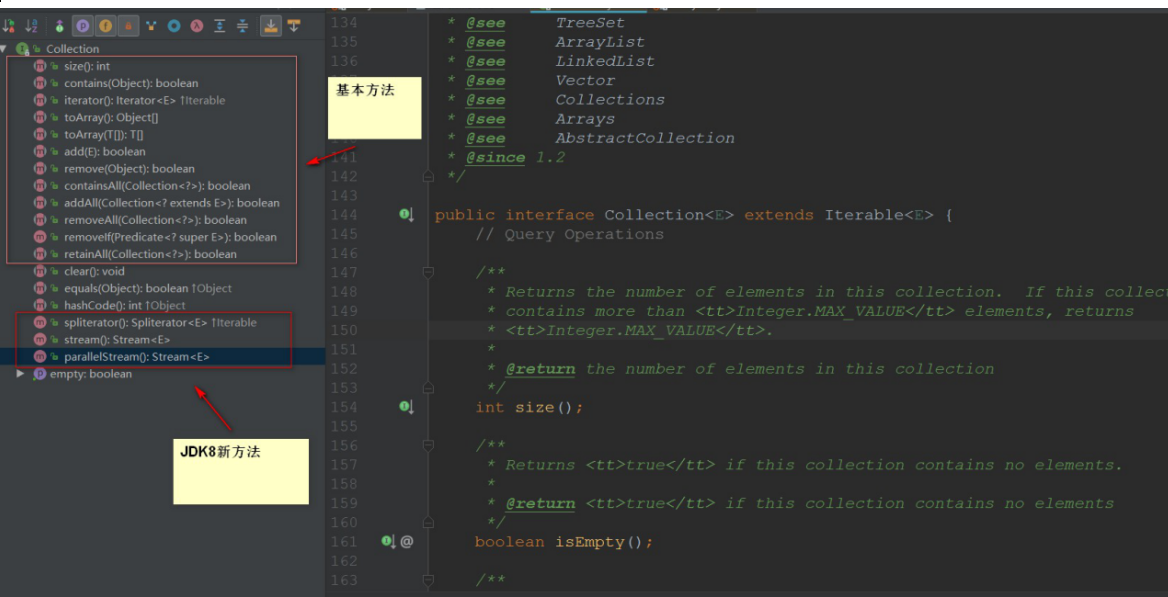 Collection
size(): int
contains(Object): boolean
iterator(): Iterator<E> ↑Iterable
toArray(): Object[]
toArray(T[]): T[]
add(E): boolean
remove(Object): boolean
containsAll(Collection<?>): boolean
addAll(Collection<? extends E>): boolean
removeAll(Collection<?>): boolean
removeIf(Predicate<? super E>): boolean
retainAll(Collection<?>): boolean
clear(): void
equals(Object): boolean ↑Object
hashCode(): int ↑Object
spliterator(): Spliterator<E> ↑Iterable
stream(): Stream<E>
parallelStream(): Stream<E>
empty: boolean
基本方法
JDK8新方法
134 * @see TreeSet
135 * @see ArrayList
136 * @see LinkedList
* @see Vector
* @see Collections
* @see Arrays
* @see AbstractCollection
141 * @since 1.2
142 */
143
144 public interface Collection<E> extends Iterable<E> {
145 // Query Operations
146
147 /**
148 * Returns the number of elements in this collection. If this collec
149 * contains more than <tt>Integer.MAX_VALUE</tt> elements, returns
150 * <tt>Integer.MAX_VALUE</tt>.
151 *
152 * @return the number of elements in this collection
153 */
154 int size();
155
156 /**
157 * Returns <tt>true</tt> if this collection contains no elements.
158 *
159 * @return <tt>true</tt> if this collection contains no elements
160 */
161 @ boolean isEmpty();
162
163 /**